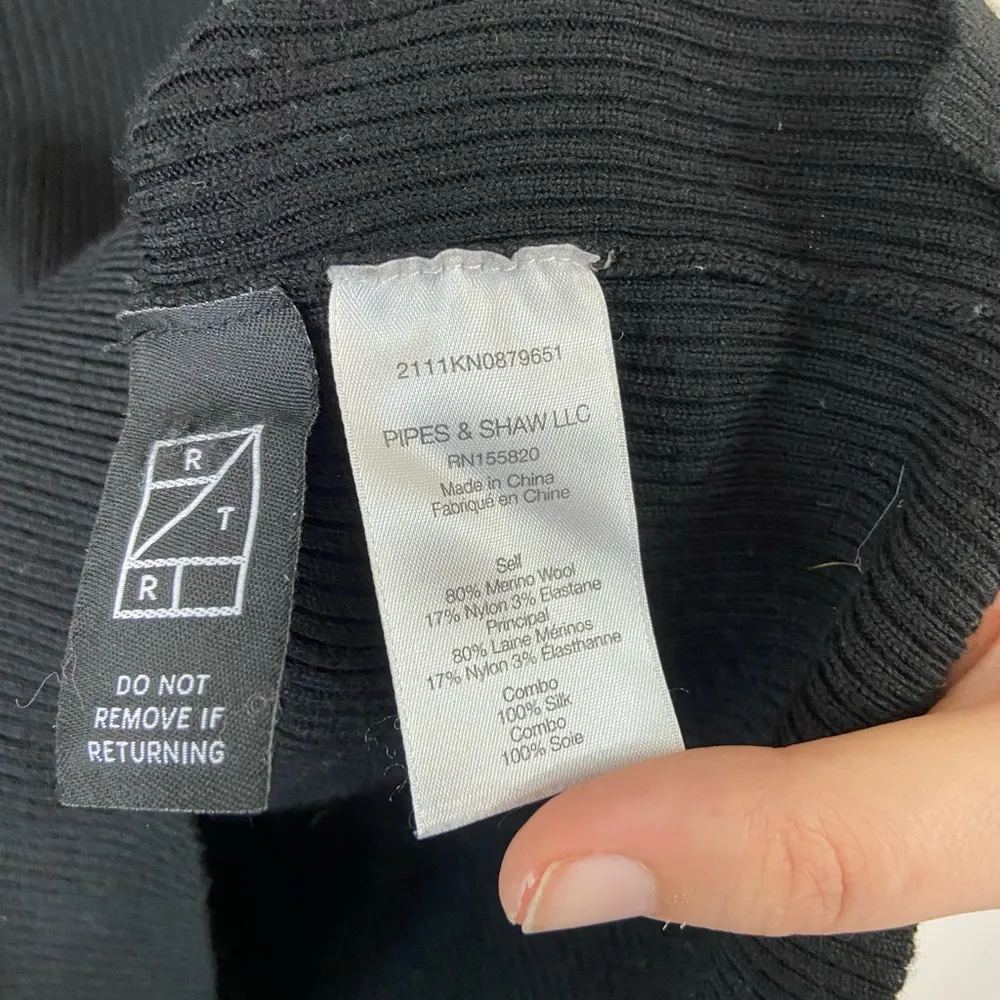 R
T
R
DO NOT
REMOVE IF
RETURNING
2111KN0879651
PIPES & SHAW LLC
RN155820
Made in China
Fabriqué en Chine
Self
80% Merino Wool
17% Nylon 3% Elastane
Principal
80% Laine Mérinos
17% Nylon 3% Elasthanne
Combo
100% Silk
Combo
100% Soie